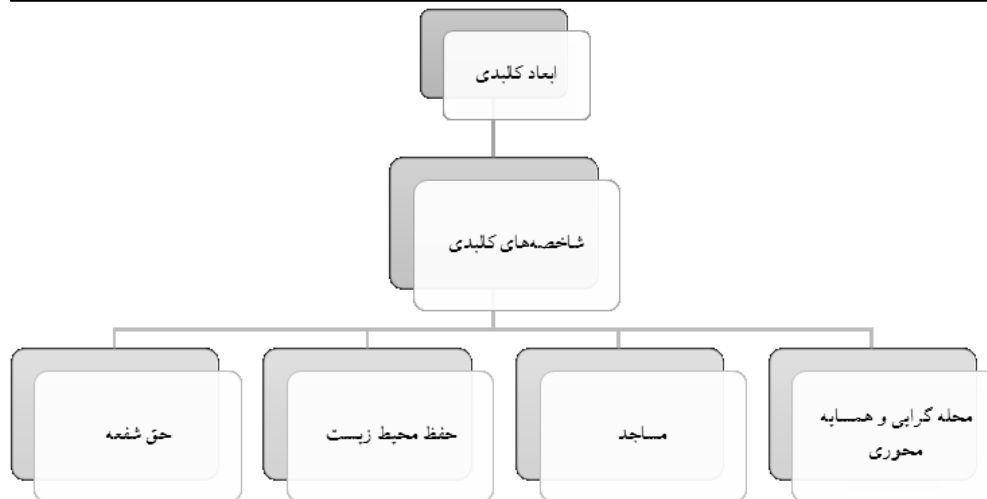 ابعاد کالبدی
شاخصه‌های کالبدی
محله گرایی و همسایه
محوری
مساجد
حفظ محیط زیست
حق شفعه